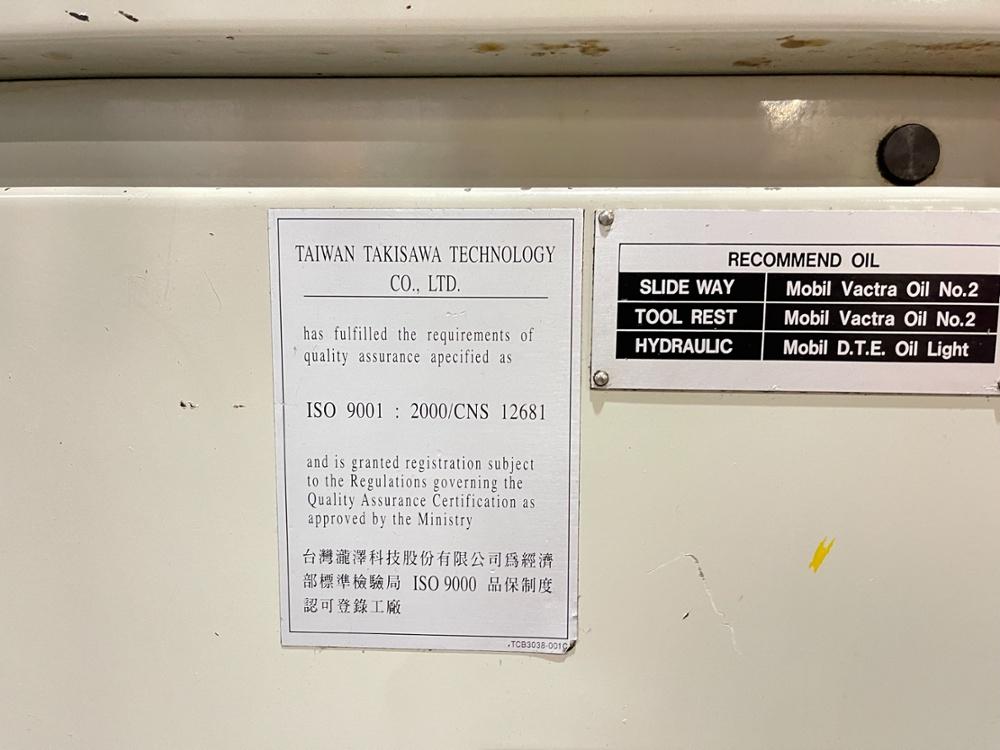 TAIWAN TAKISAWA TECHNOLOGY
CO., LTD.
has fulfilled the requirements of
quality assurance apecified as
ISO 9001 : 2000/CNS 12681
and is granted registration subject
to the Regulations governing the
Quality Assurance Certification as
approved by the Ministry
台灣瀧澤科技股份有限公司爲經濟
部標準檢驗局 ISO 9000 品保制度
認可登錄工廠
TCB3038-001C
RECOMMEND OIL
SLIDE WAY Mobil Vactra Oil No.2
TOOL REST Mobil Vactra Oil No.2
HYDRAULIC Mobil D.T.E. Oil Light